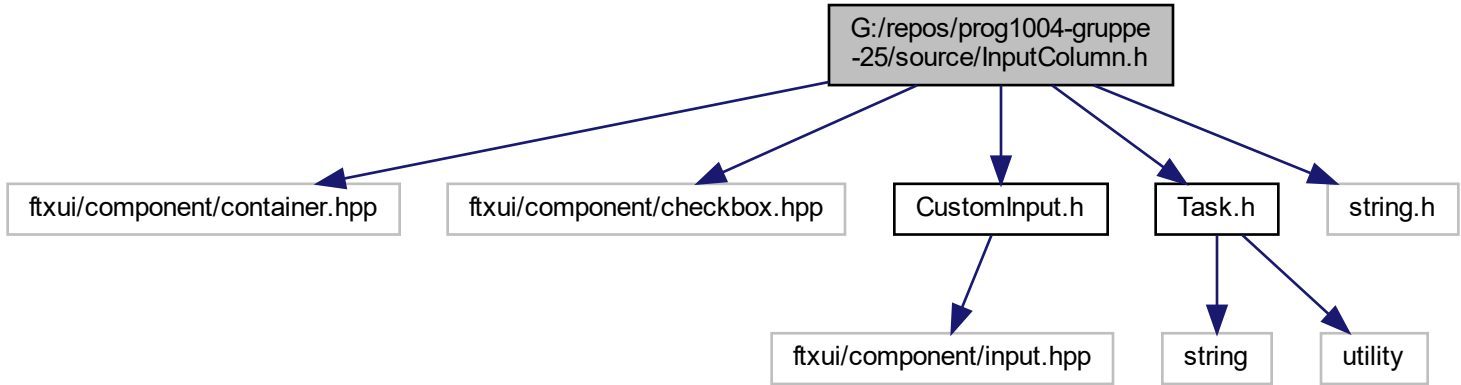 G:/repos/prog1004-gruppe
-25/source/InputColumn.h
ftxui/component/container.hpp
ftxui/component/checkbox.hpp
CustomInput.h
Task.h
string.h
ftxui/component/input.hpp
string
utility